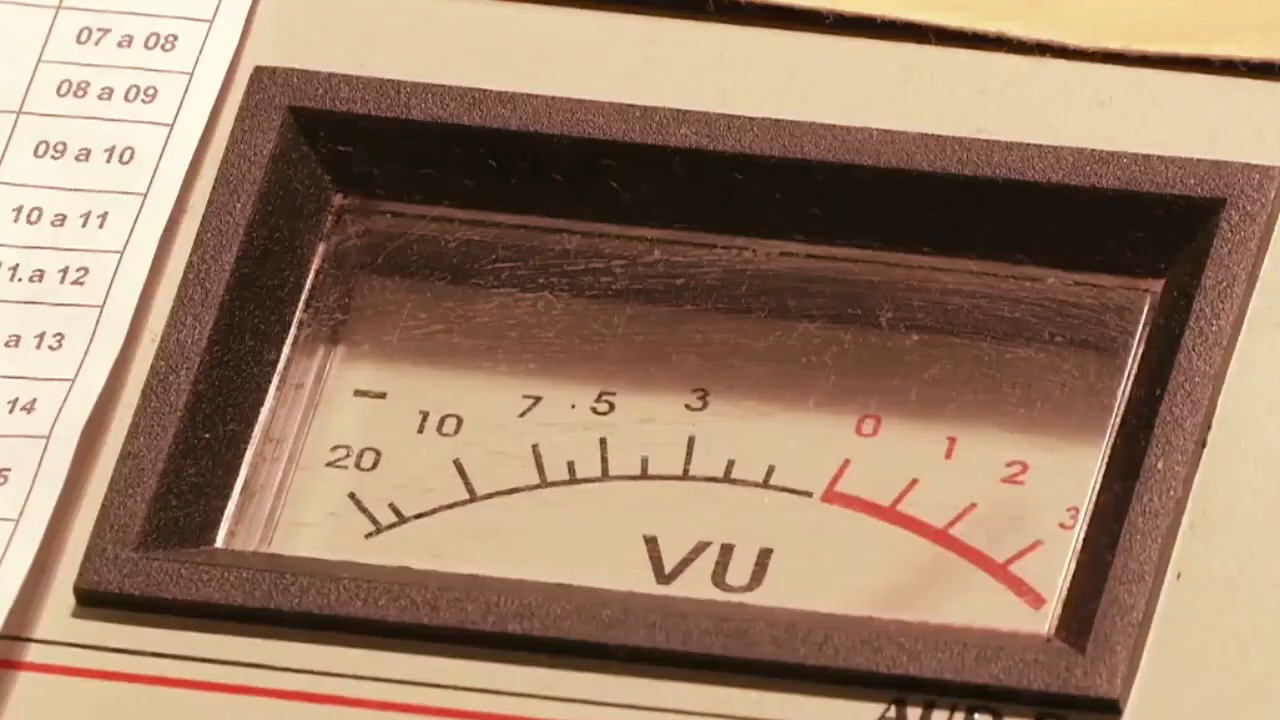 07 a 08
08 a 09
09 a 10
10 a 11
1.a 12
a 13
14
5
− 20 10 7 · 5 3 0 1 2 3
VU